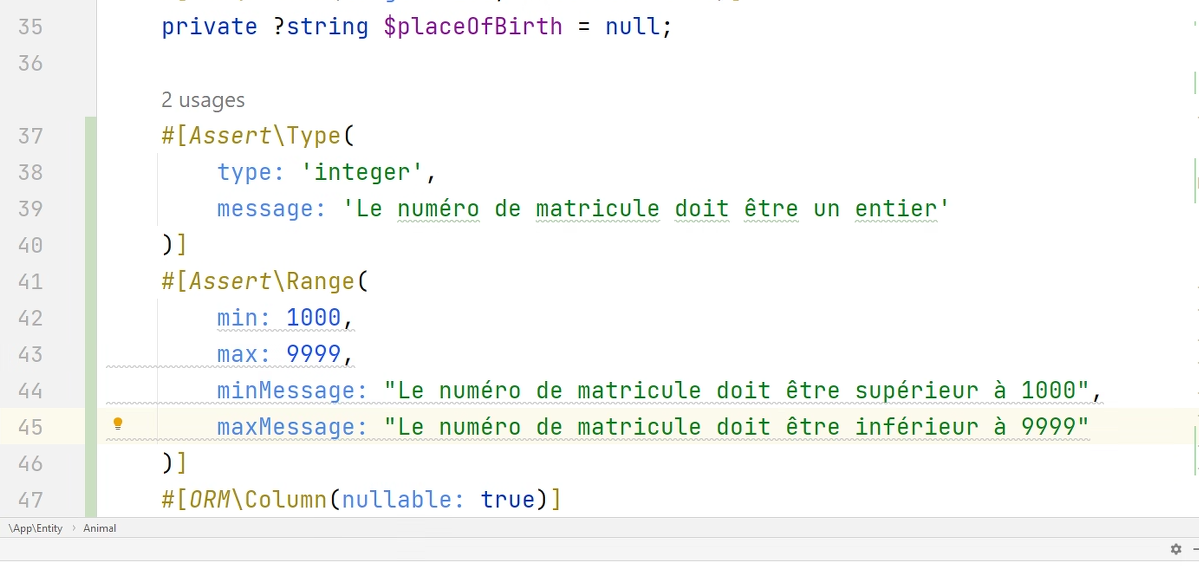 35 private ?string $placeOfBirth = null;
36
2 usages
37 #[Assert\Type(
38 type: 'integer',
39 message: 'Le numéro de matricule doit être un entier'
40 )]
41 #[Assert\Range(
42 min: 1000,
43 max: 9999,
44 minMessage: "Le numéro de matricule doit être supérieur à 1000",
45 maxMessage: "Le numéro de matricule doit être inférieur à 9999"
46 )]
47 #[ORM\Column(nullable: true)]
\App\Entity › Animal